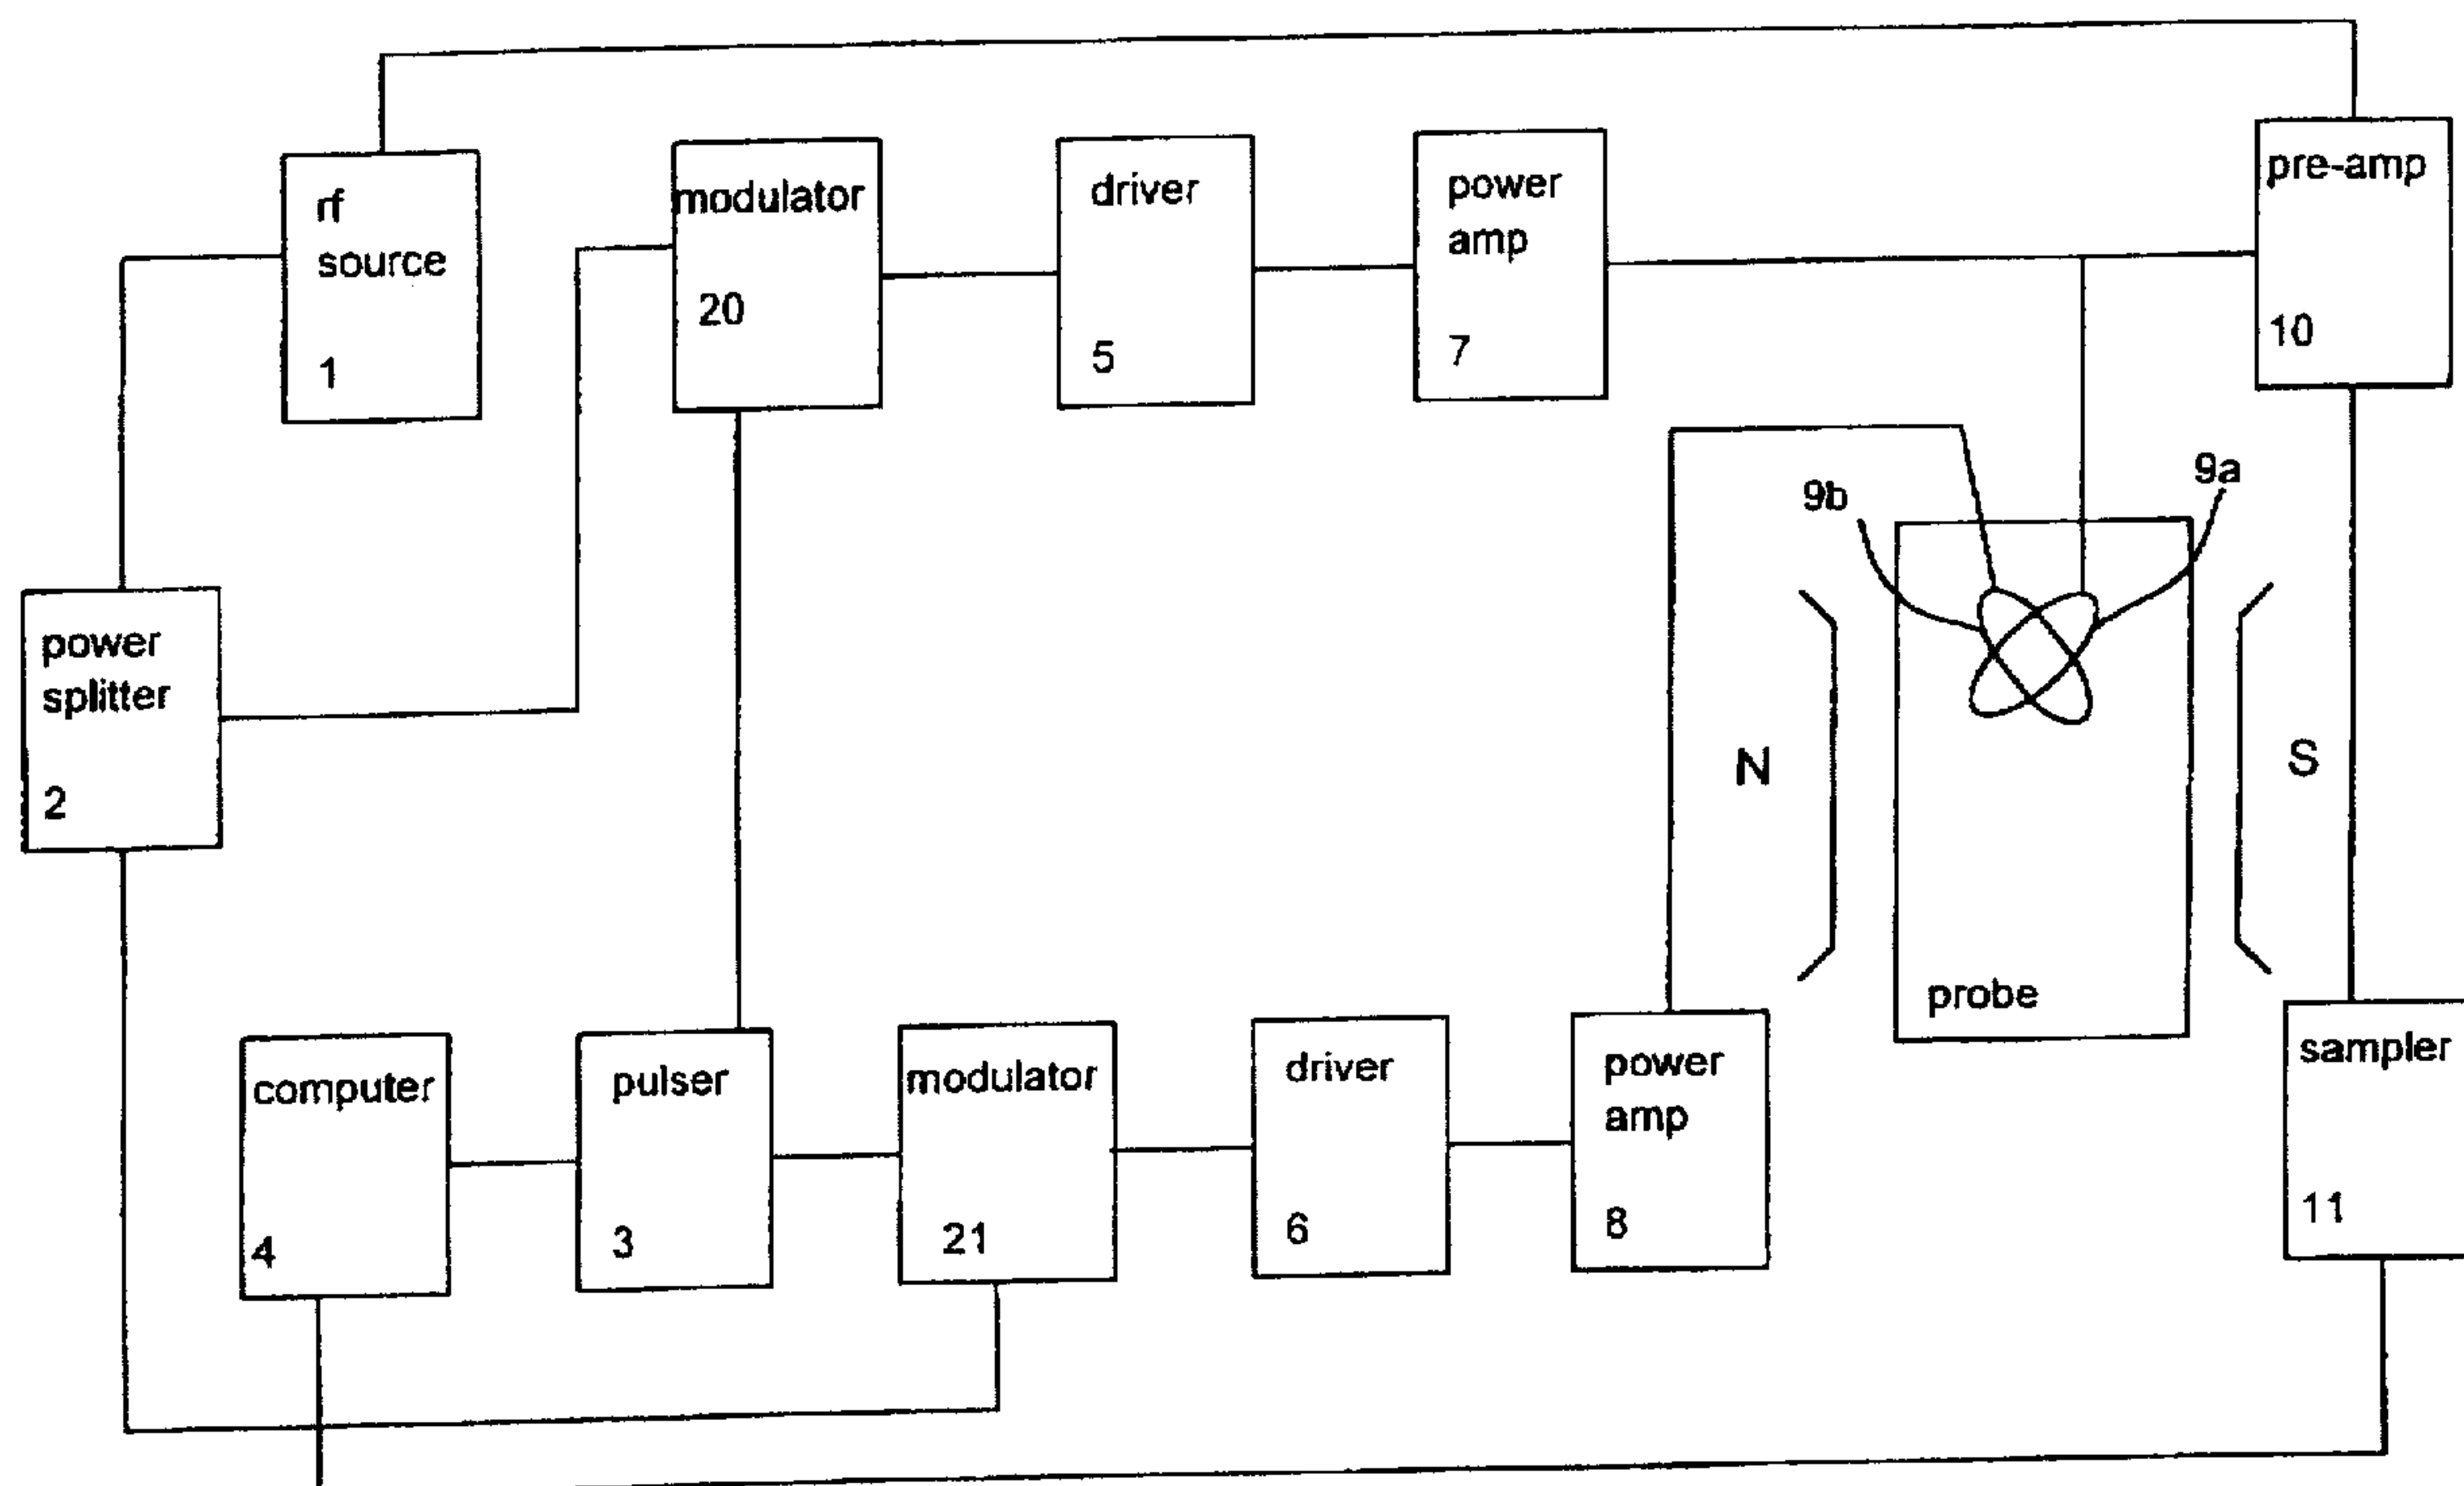 rf
source
1
modulator
20
driver
5
power
amp
7
pre-amp
10
9b
9a
power
splitter
2
N
S
probe
computer
4
pulser
3
modulator
21
driver
6
power
amp
8
sampler
11